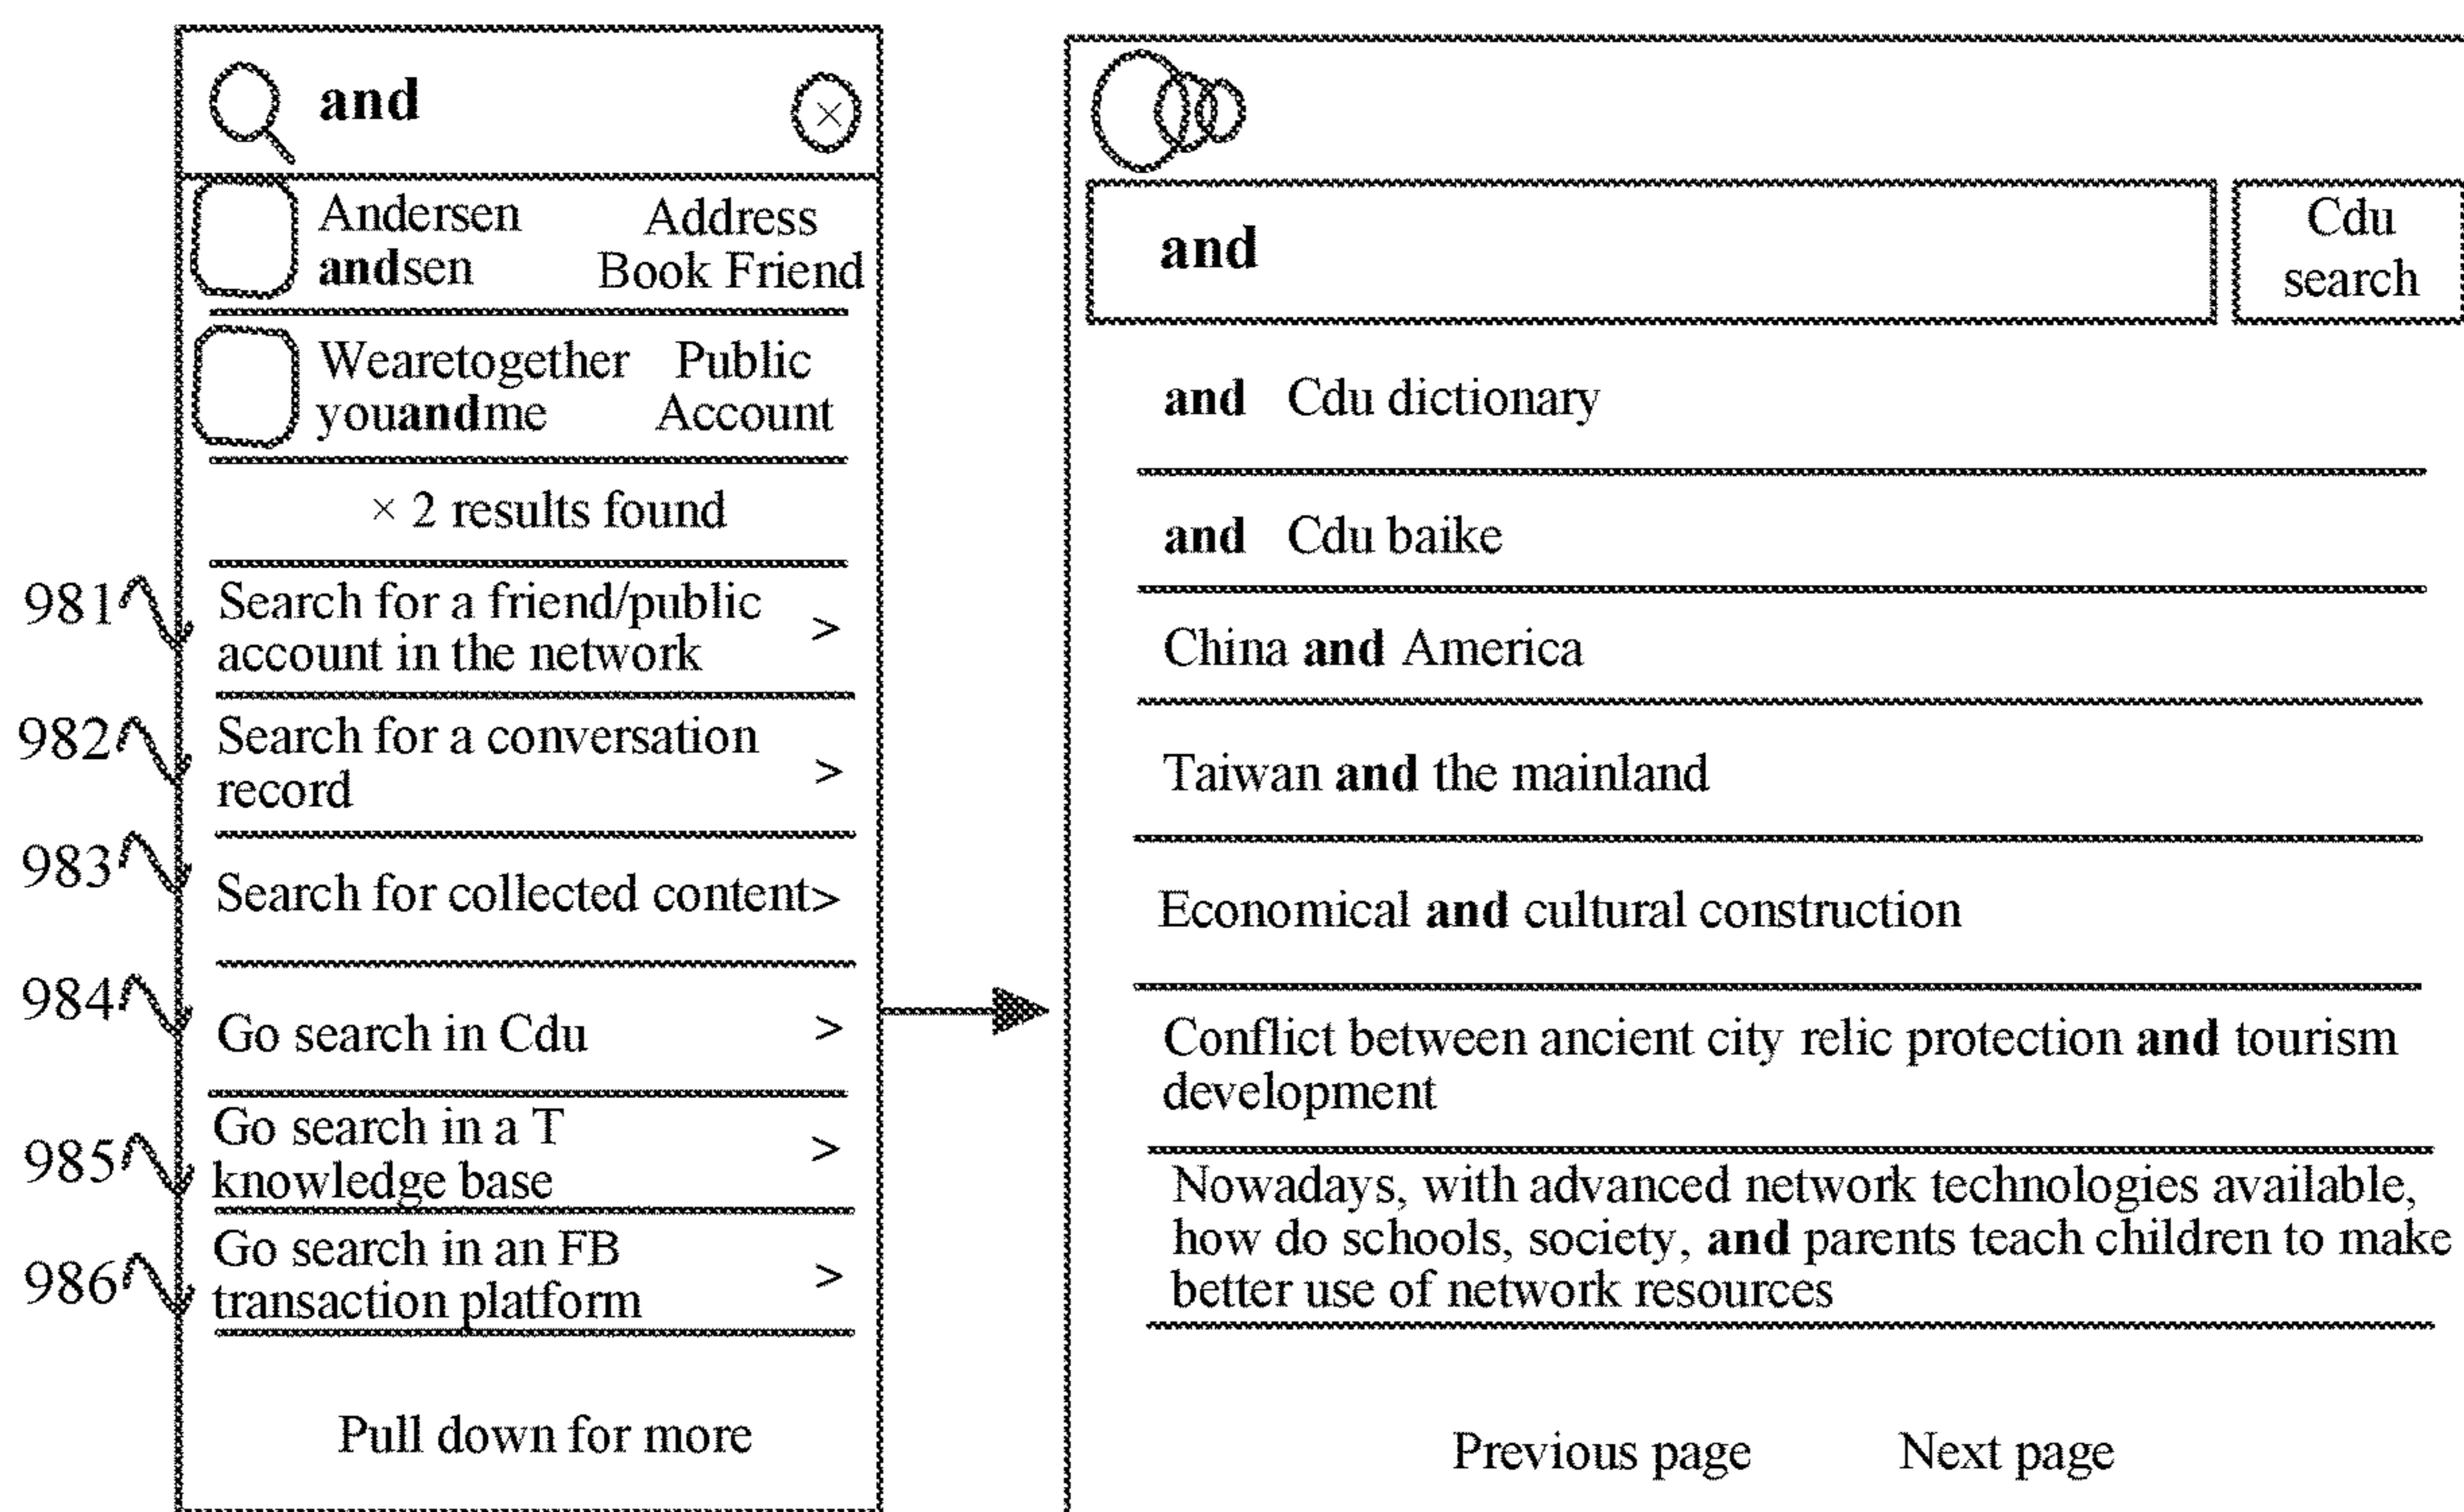 and
×
Andersen
Address
andsen
Book Friend
Wearetogether
Public
youandme
Account
× 2 results found
981
Search for a friend/public
account in the network
>
982
Search for a conversation
record
>
983
Search for collected content>
984
Go search in Cdu
>
985
Go search in a T
knowledge base
>
986
Go search in an FB
transaction platform
>
Pull down for more
and
Cdu
search
and Cdu dictionary
and Cdu baike
China and America
Taiwan and the mainland
Economical and cultural construction
Conflict between ancient city relic protection and tourism
development
Nowadays, with advanced network technologies available,
how do schools, society, and parents teach children to make
better use of network resources
Previous page
Next page